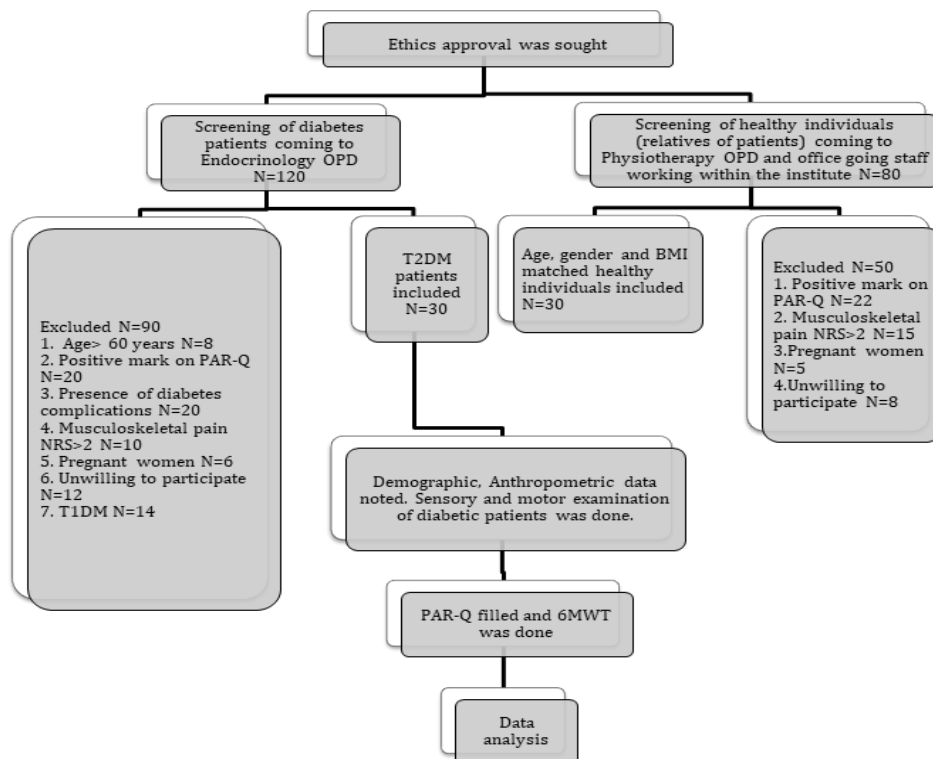 Ethics approval was sought
Screening of diabetes
patients coming to
Endocrinology OPD
N=120
Screening of healthy individuals
(relatives of patients) coming to
Physiotherapy OPD and office going staff
working within the institute N=80
Excluded N=90
1. Age> 60 years N=8
2. Positive mark on PAR-Q
N=20
3. Presence of diabetes
complications N=20
4. Musculoskeletal pain
NRS>2 N=10
5. Pregnant women N=6
6. Unwilling to participate
N=12
7. T1DM N=14
T2DM
patients
included
N=30
Age, gender and BMI
matched healthy
individuals included
N=30
Excluded N=50
1. Positive mark on
PAR-Q N=22
2. Musculoskeletal
pain NRS>2 N=15
3.Pregnant women
N=5
4.Unwilling to
participate N=8
Demographic, Anthropometric data
noted. Sensory and motor examination
of diabetic patients was done.
PAR-Q filled and 6MWT
was done
Data
analysis